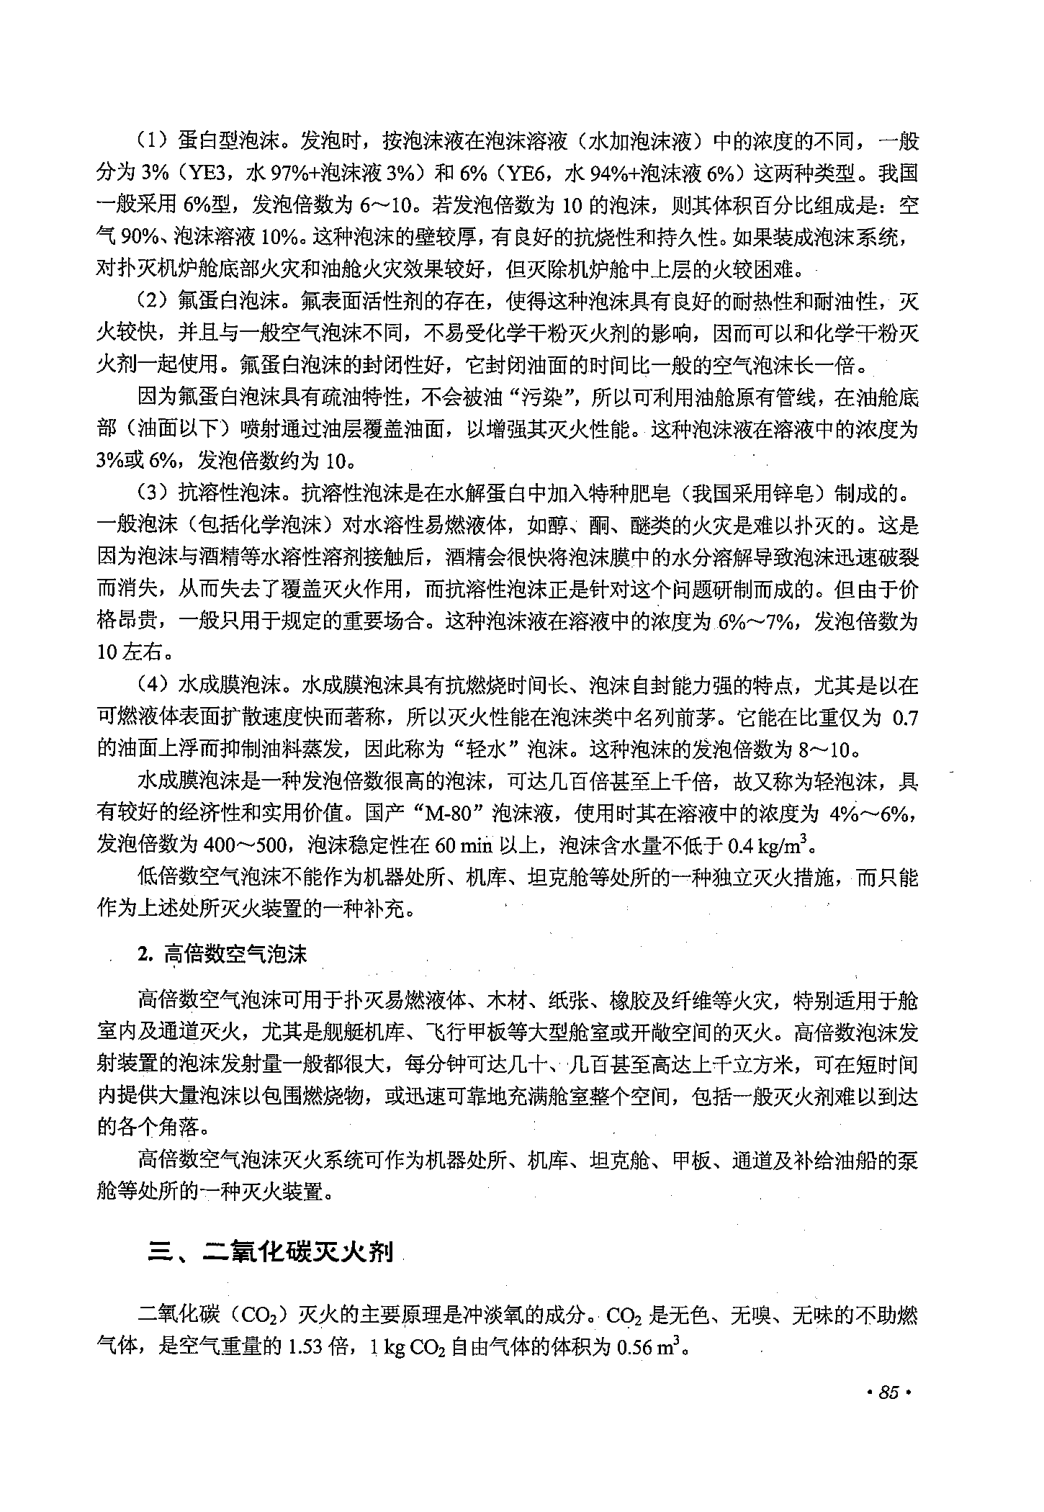 （1）蛋白型泡沫。发泡时，按泡沫液在泡沫溶液（水加泡沫液）中的浓度的不同，一般
分为 3%（YE3，水 97%+泡沫液 3%）和 6%（YE6，水 94%+泡沫液 6%）这两种类型。我国
一般采用 6%型，发泡倍数为 6～10。若发泡倍数为 10 的泡沫，则其体积百分比组成是：空
气 90%、泡沫溶液 10%。这种泡沫的壁较厚，有良好的抗烧性和持久性。如果装成泡沫系统，
对扑灭机炉舱底部火灾和油舱火灾效果较好，但灭除机炉舱中上层的火较困难。
（2）氟蛋白泡沫。氟表面活性剂的存在，使得这种泡沫具有良好的耐热性和耐油性，灭
火较快，并且与一般空气泡沫不同，不易受化学干粉灭火剂的影响，因而可以和化学干粉灭
火剂一起使用。氟蛋白泡沫的封闭性好，它封闭油面的时间比一般的空气泡沫长一倍。
因为氟蛋白泡沫具有疏油特性，不会被油“污染”，所以可利用油舱原有管线，在油舱底
部（油面以下）喷射通过油层覆盖油面，以增强其灭火性能。这种泡沫液在溶液中的浓度为
3%或 6%，发泡倍数约为 10。
（3）抗溶性泡沫。抗溶性泡沫是在水解蛋白中加入特种肥皂（我国采用锌皂）制成的。
一般泡沫（包括化学泡沫）对水溶性易燃液体，如醇、酮、醚类的火灾是难以扑灭的。这是
因为泡沫与酒精等水溶性溶剂接触后，酒精会很快将泡沫膜中的水分溶解导致泡沫迅速破裂
而消失，从而失去了覆盖灭火作用，而抗溶性泡沫正是针对这个问题研制而成的。但由于价
格昂贵，一般只用于规定的重要场合。这种泡沫液在溶液中的浓度为 6%～7%，发泡倍数为
10 左右。
（4）水成膜泡沫。水成膜泡沫具有抗燃烧时间长、泡沫自封能力强的特点，尤其是以在
可燃液体表面扩散速度快而著称，所以灭火性能在泡沫类中名列前茅。它能在比重仅为 0.7
的油面上浮而抑制油料蒸发，因此称为“轻水”泡沫。这种泡沫的发泡倍数为 8～10。
水成膜泡沫是一种发泡倍数很高的泡沫，可达几百倍甚至上千倍，故又称为轻泡沫，具
有较好的经济性和实用价值。国产“M-80”泡沫液，使用时其在溶液中的浓度为 4%～6%，
发泡倍数为 400～500，泡沫稳定性在 60 min 以上，泡沫含水量不低于 0.4 kg/m³。
低倍数空气泡沫不能作为机器处所、机库、坦克舱等处所的一种独立灭火措施，而只能
作为上述处所灭火装置的一种补充。
2. 高倍数空气泡沫
高倍数空气泡沫可用于扑灭易燃液体、木材、纸张、橡胶及纤维等火灾，特别适用于舱
室内及通道灭火，尤其是舰艇机库、飞行甲板等大型舱室或开敞空间的灭火。高倍数泡沫发
射装置的泡沫发射量一般都很大，每分钟可达几十、几百甚至高达上千立方米，可在短时间
内提供大量泡沫以包围燃烧物，或迅速可靠地充满舱室整个空间，包括一般灭火剂难以到达
的各个角落。
高倍数空气泡沫灭火系统可作为机器处所、机库、坦克舱、甲板、通道及补给油船的泵
舱等处所的一种灭火装置。
三、二氧化碳灭火剂
二氧化碳（CO₂）灭火的主要原理是冲淡氧的成分。CO₂ 是无色、无嗅、无味的不助燃
气体，是空气重量的 1.53 倍，1 kg CO₂ 自由气体的体积为 0.56 m³。
·85·